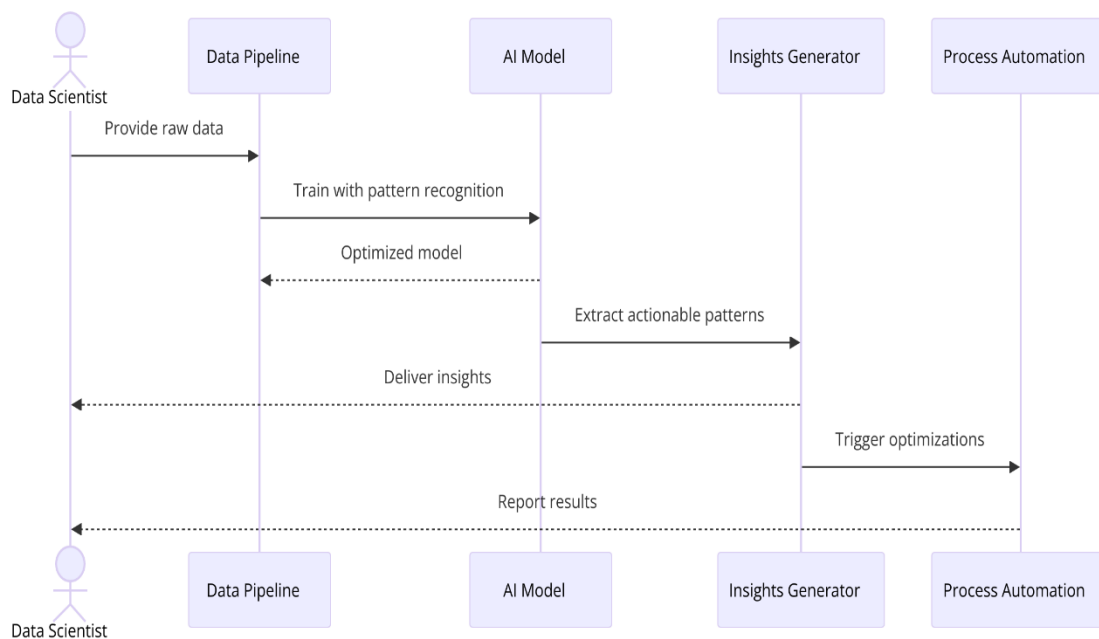 Data Pipeline
AI Model
Insights Generator
Process Automation
Data Scientist
Provide raw data
Train with pattern recognition
Optimized model
Extract actionable patterns
Deliver insights
Trigger optimizations
Report results
Data Pipeline
AI Model
Insights Generator
Process Automation
Data Scientist